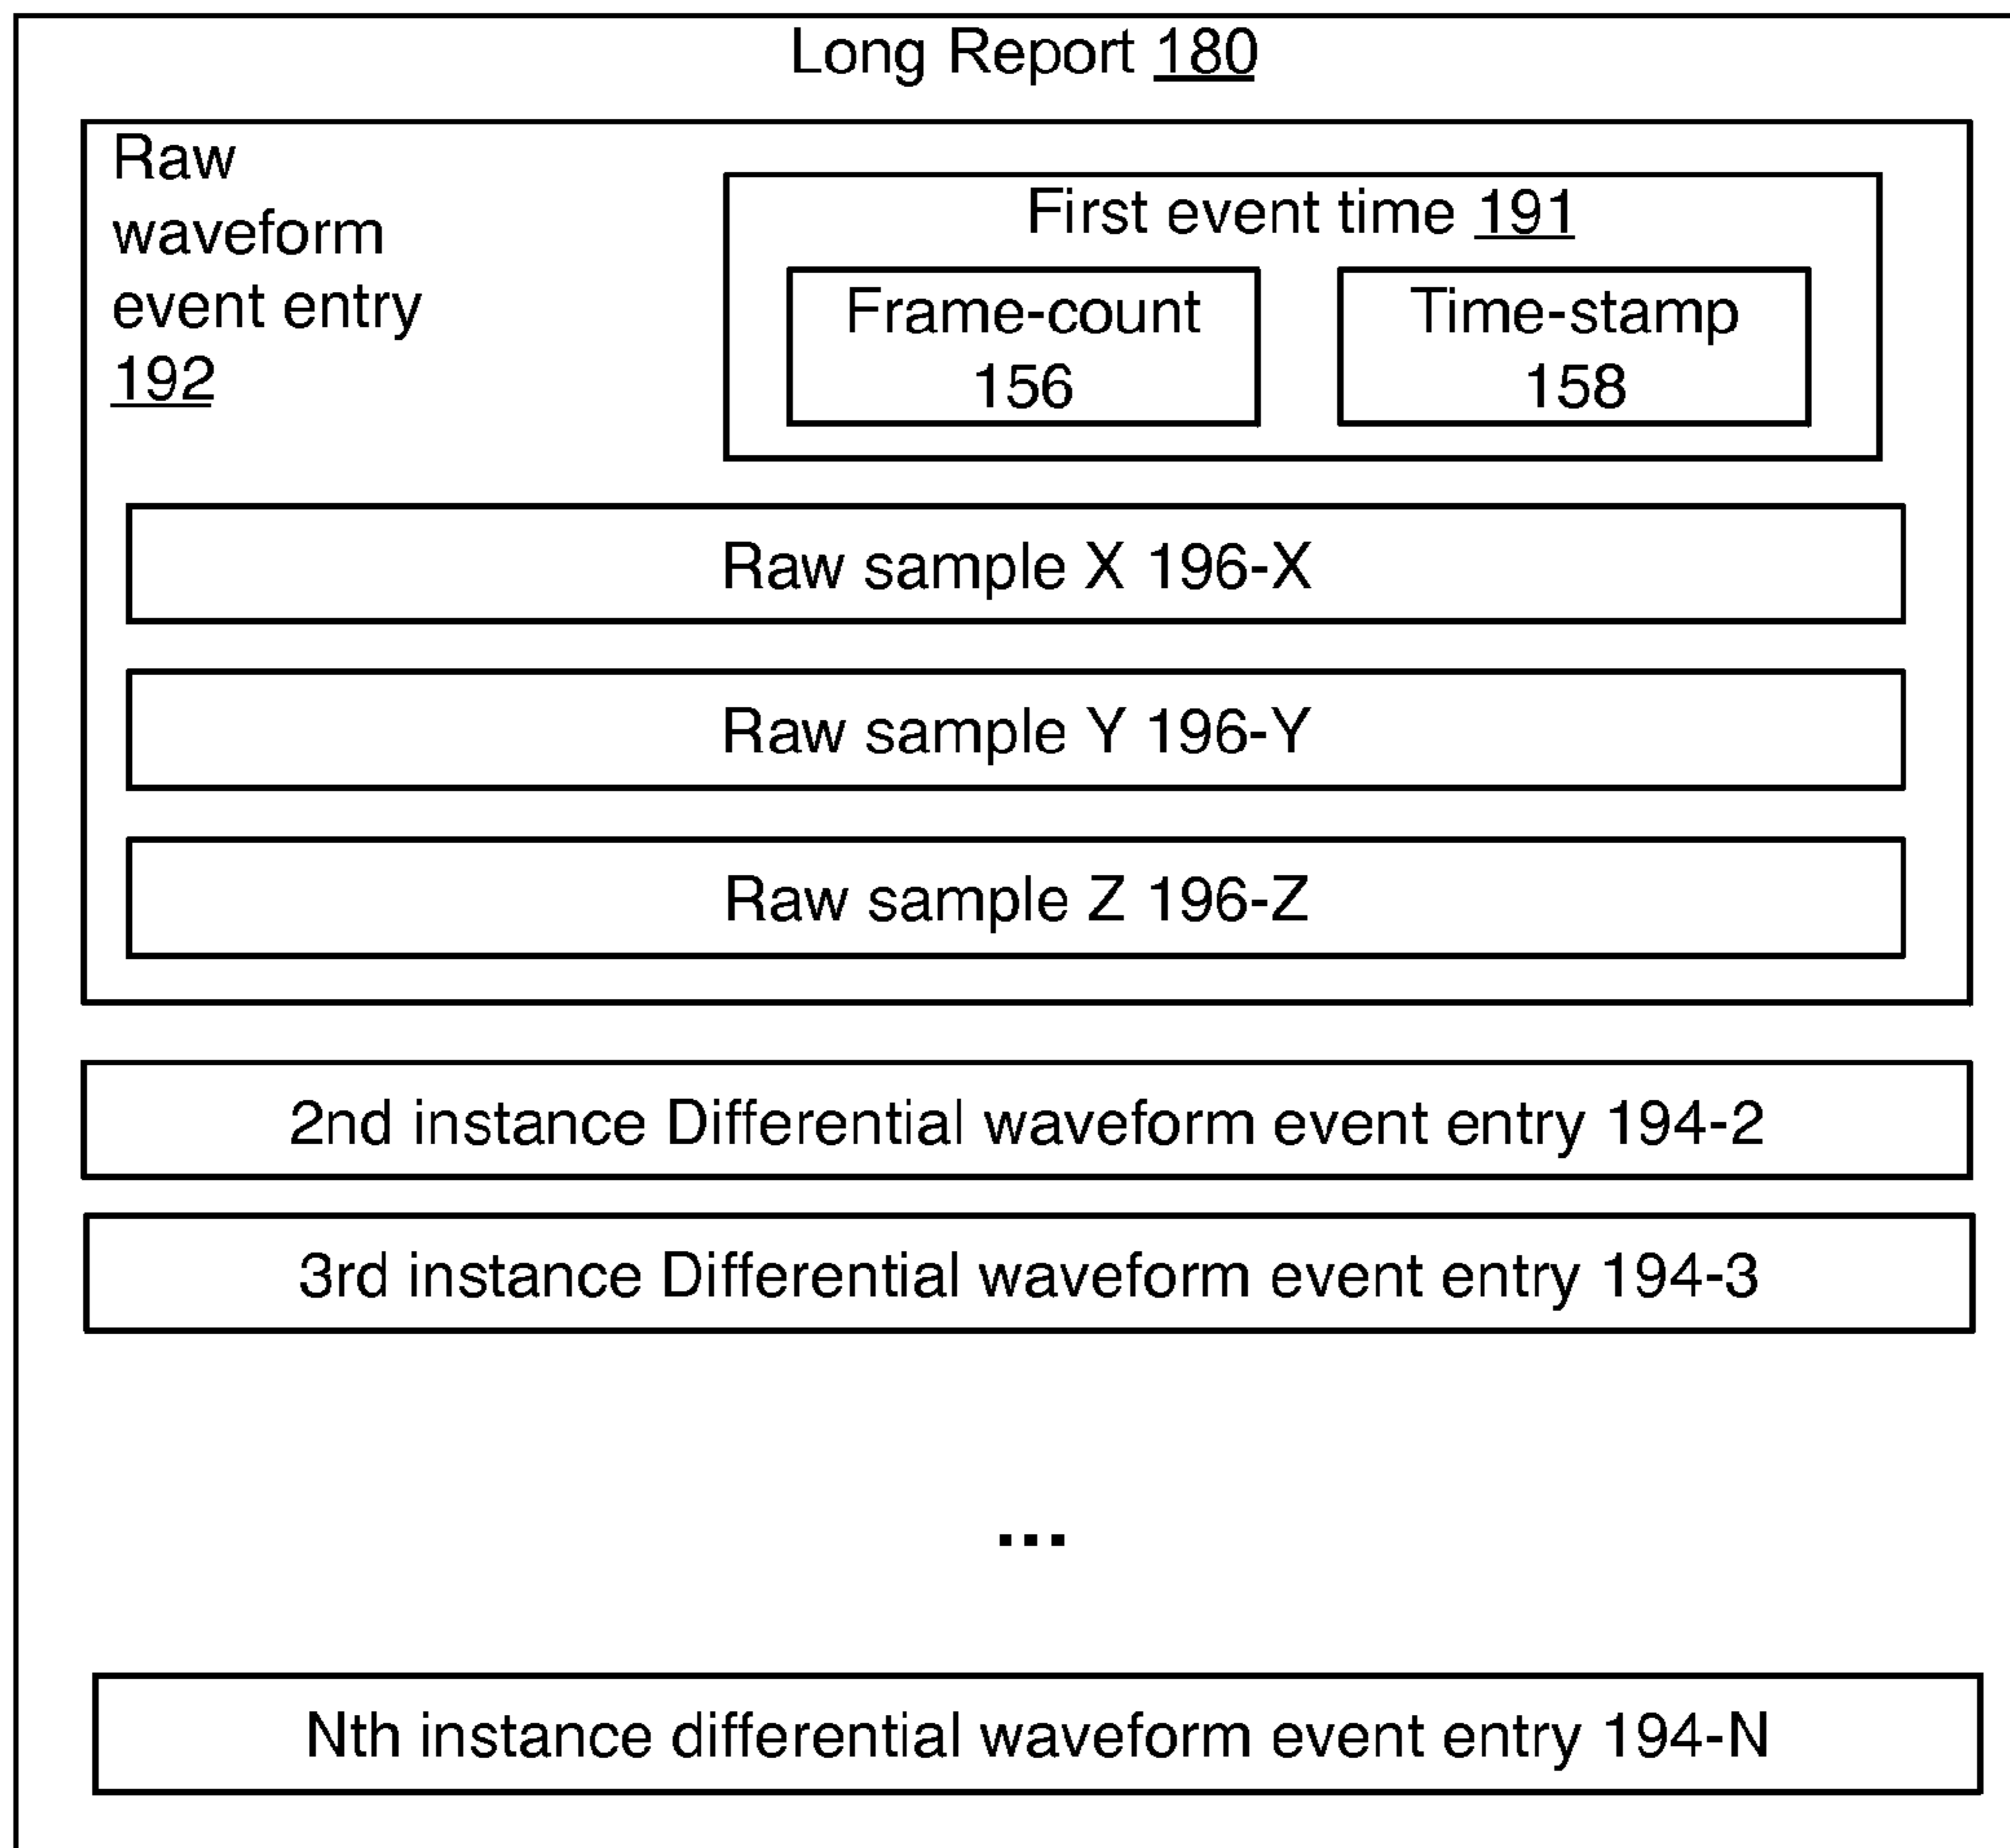 Long Report 180
Raw
waveform
event entry
192
First event time 191
Frame-count
156
Time-stamp
158
Raw sample X 196-X
Raw sample Y 196-Y
Raw sample Z 196-Z
2nd instance Differential waveform event entry 194-2
3rd instance Differential waveform event entry 194-3
...
Nth instance differential waveform event entry 194-N